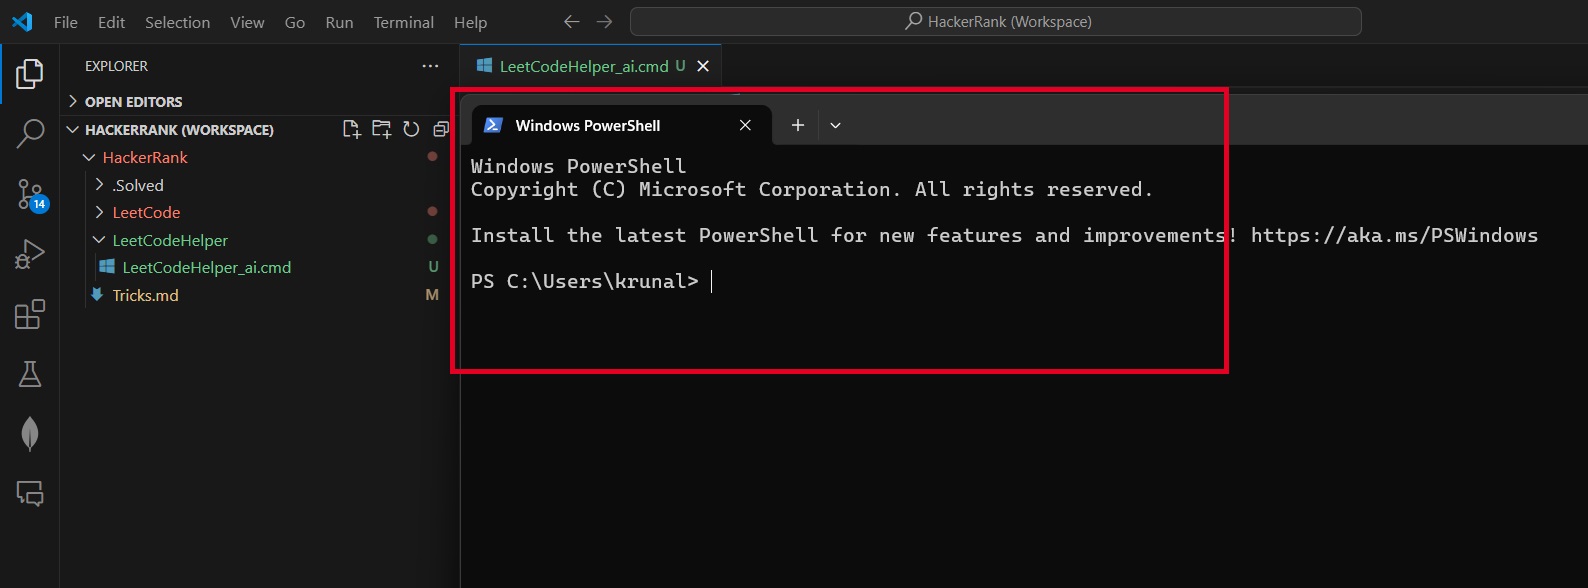 File Edit Selection View Go Run Terminal Help HackerRank (Workspace)
EXPLORER
OPEN EDITORS
HACKERRANK (WORKSPACE)
HackerRank
.Solved
LeetCode
LeetCodeHelper
LeetCodeHelper_ai.cmd U
Tricks.md M
14
LeetCodeHelper_ai.cmd U
Windows PowerShell
Windows PowerShell
Copyright (C) Microsoft Corporation. All rights reserved.
Install the latest PowerShell for new features and improvements! https://aka.ms/PSWindows
PS C:\Users\krunal>